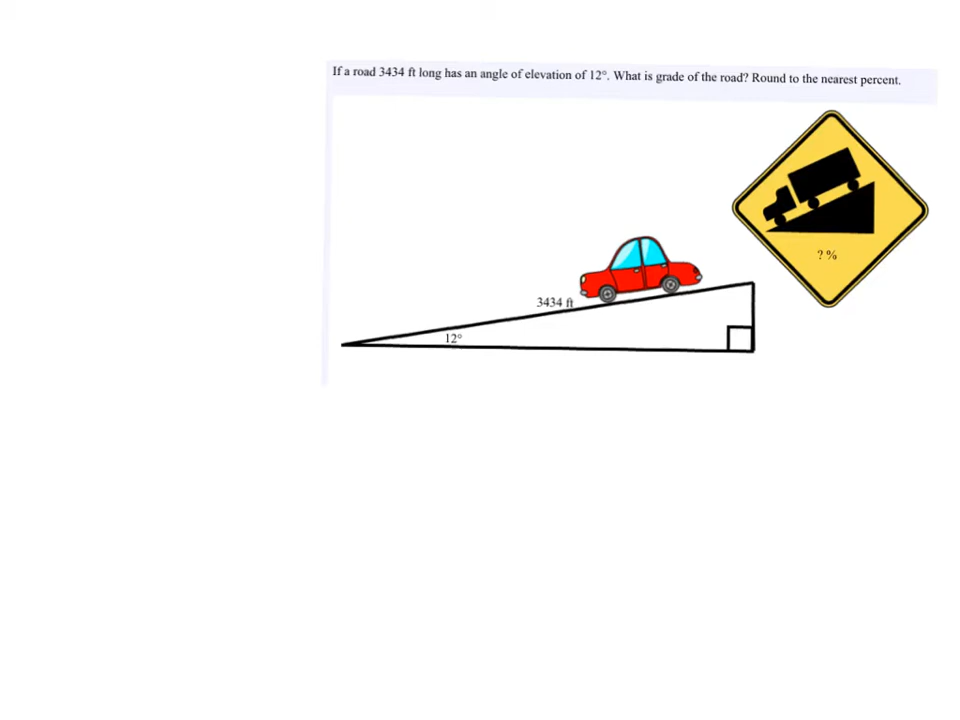 If a road 3434 ft long has an angle of elevation of 12°. What is grade of the road? Round to the nearest percent.
? %
3434 ft
12°